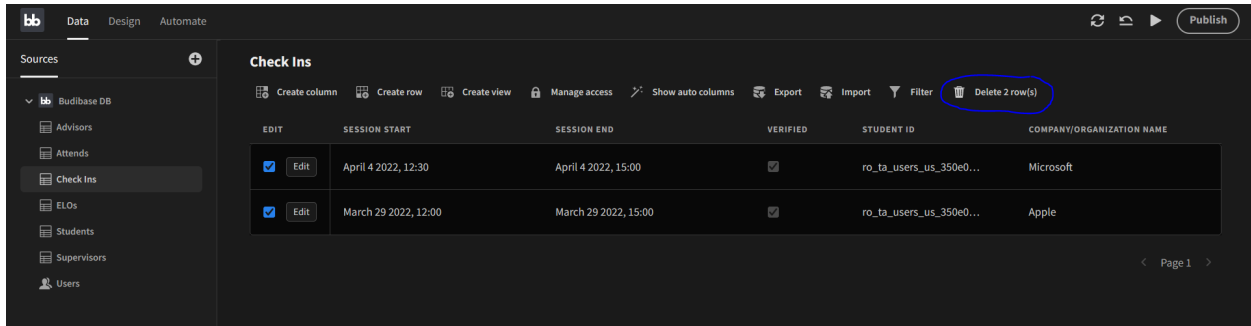 bb Data Design Automate Publish
Sources
Check Ins
Create column Create row Create view Manage access Show auto columns Export Import Filter Delete 2 row(s)
bb Budibase DB
Advisors
Attends
Check Ins
ELOs
Students
Supervisors
Users
EDIT SESSION START SESSION END VERIFIED STUDENT ID COMPANY/ORGANIZATION NAME
Edit April 4 2022, 12:30 April 4 2022, 15:00 ro_ta_users_us_350e0... Microsoft
Edit March 29 2022, 12:00 March 29 2022, 15:00 ro_ta_users_us_350e0... Apple
Page 1